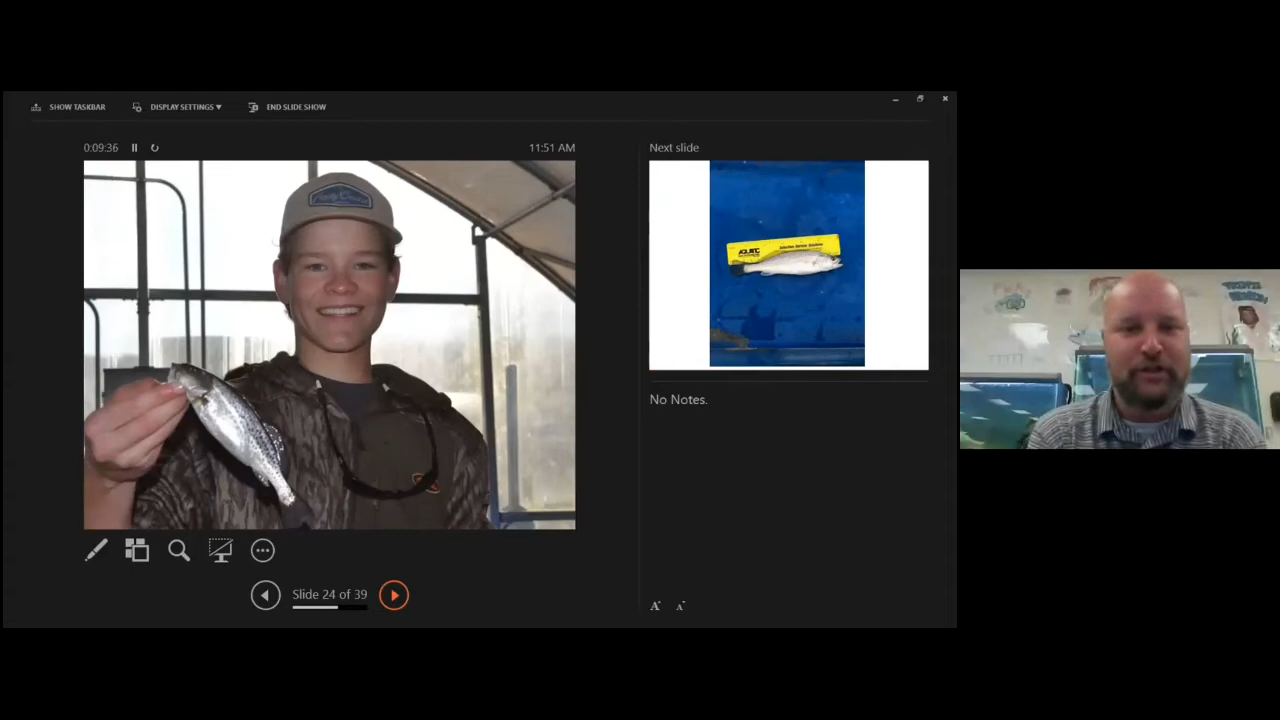 SHOW TASKBAR
DISPLAY SETTINGS ▼
END SLIDE SHOW
0:09:36
11:51 AM
Next slide
No Notes.
Slide 24 of 39